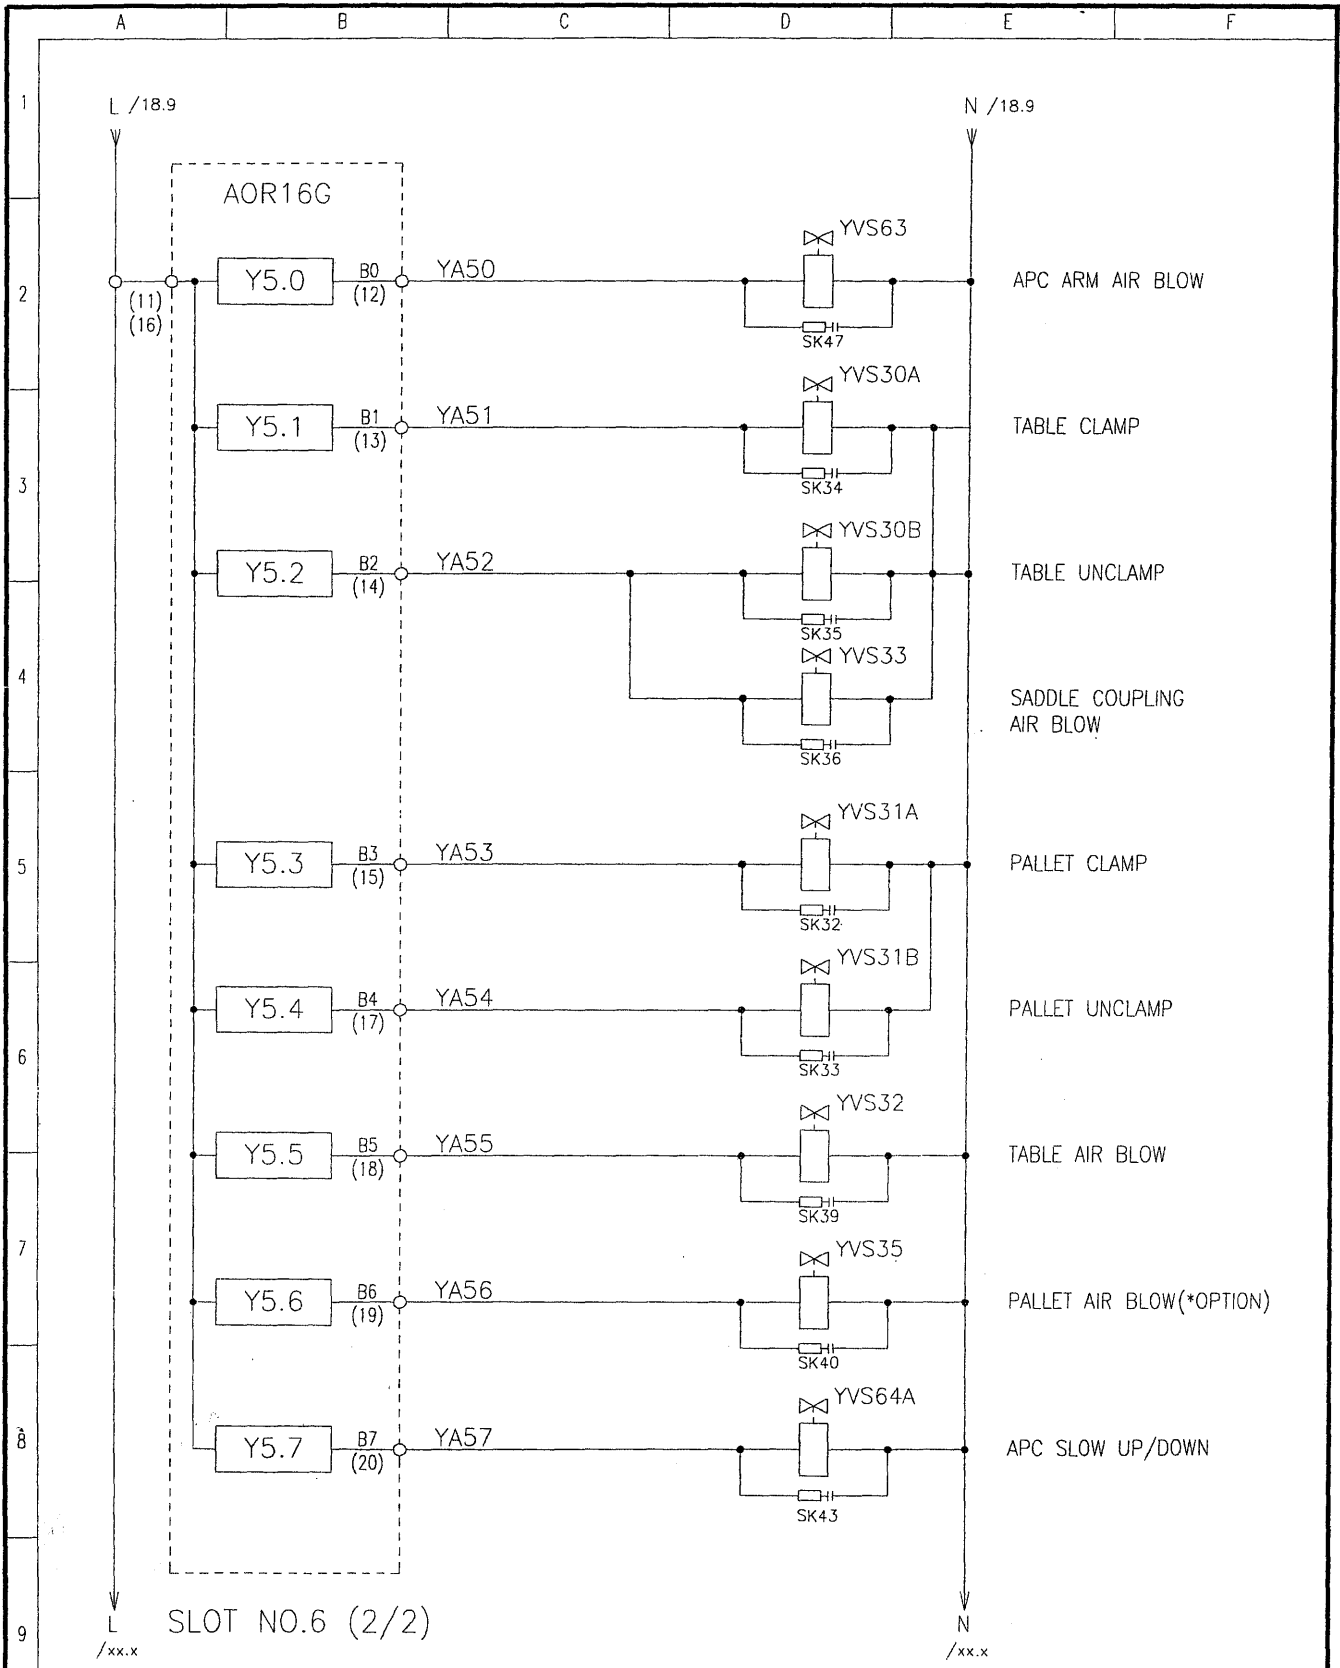 A B C D E F
1
L /18.9 N /18.9
AOR16G
YVS63
2
Y5.0 B0 YA50 APC ARM AIR BLOW
(11) (12)
(16)
SK47
YVS30A
Y5.1 B1 YA51 TABLE CLAMP
(13)
3
SK34
YVS30B
Y5.2 B2 YA52 TABLE UNCLAMP
(14)
SK35
YVS33
4
SADDLE COUPLING
AIR BLOW
SK36
YVS31A
5
Y5.3 B3 YA53 PALLET CLAMP
(15)
SK32
YVS31B
Y5.4 B4 YA54 PALLET UNCLAMP
(17)
6
SK33
YVS32
Y5.5 B5 YA55 TABLE AIR BLOW
(18)
SK39
7
YVS35
Y5.6 B6 YA56 PALLET AIR BLOW(*OPTION)
(19)
SK40
YVS64A
8
Y5.7 B7 YA57 APC SLOW UP/DOWN
(20)
SK43
9
L SLOT NO.6 (2/2) N
/xx.x /xx.x